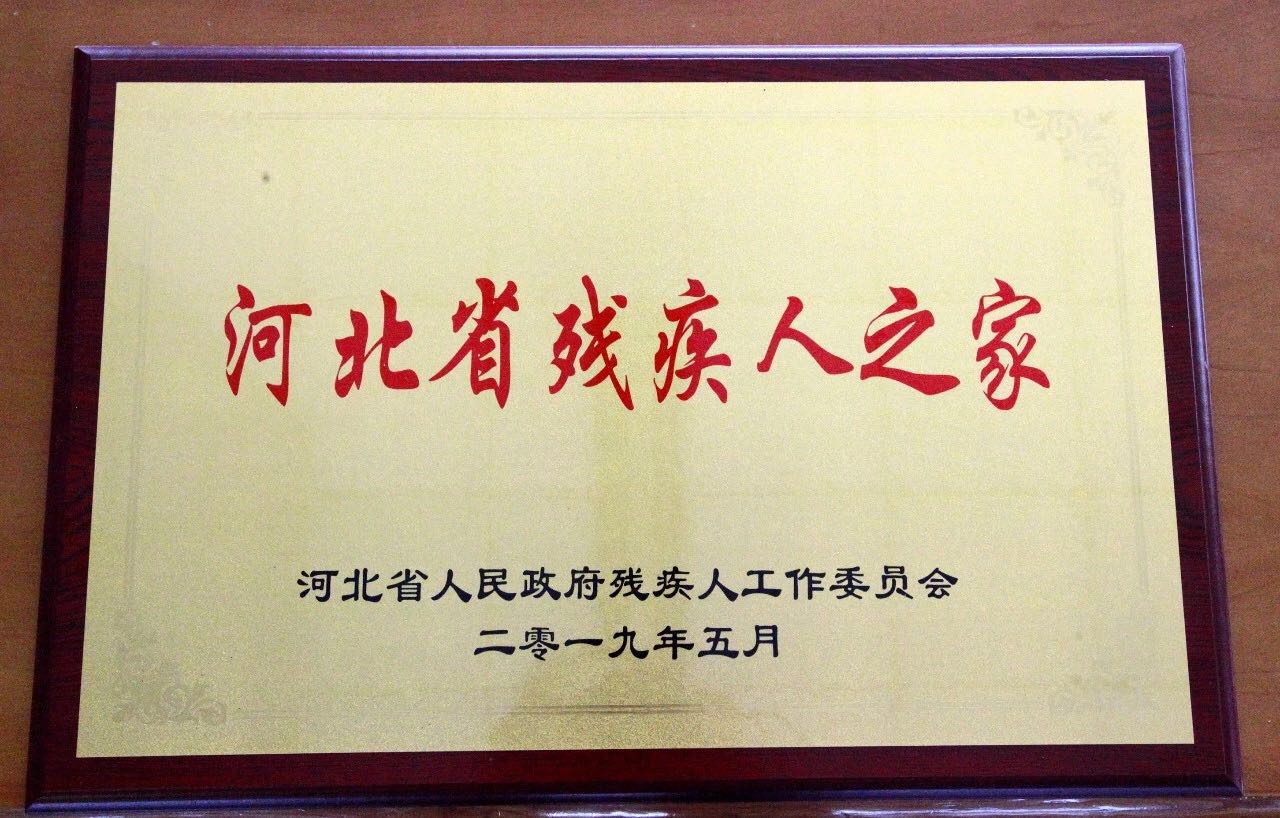 河北省残疾人之家
河北省人民政府残疾人工作委员会
二零一九年五月